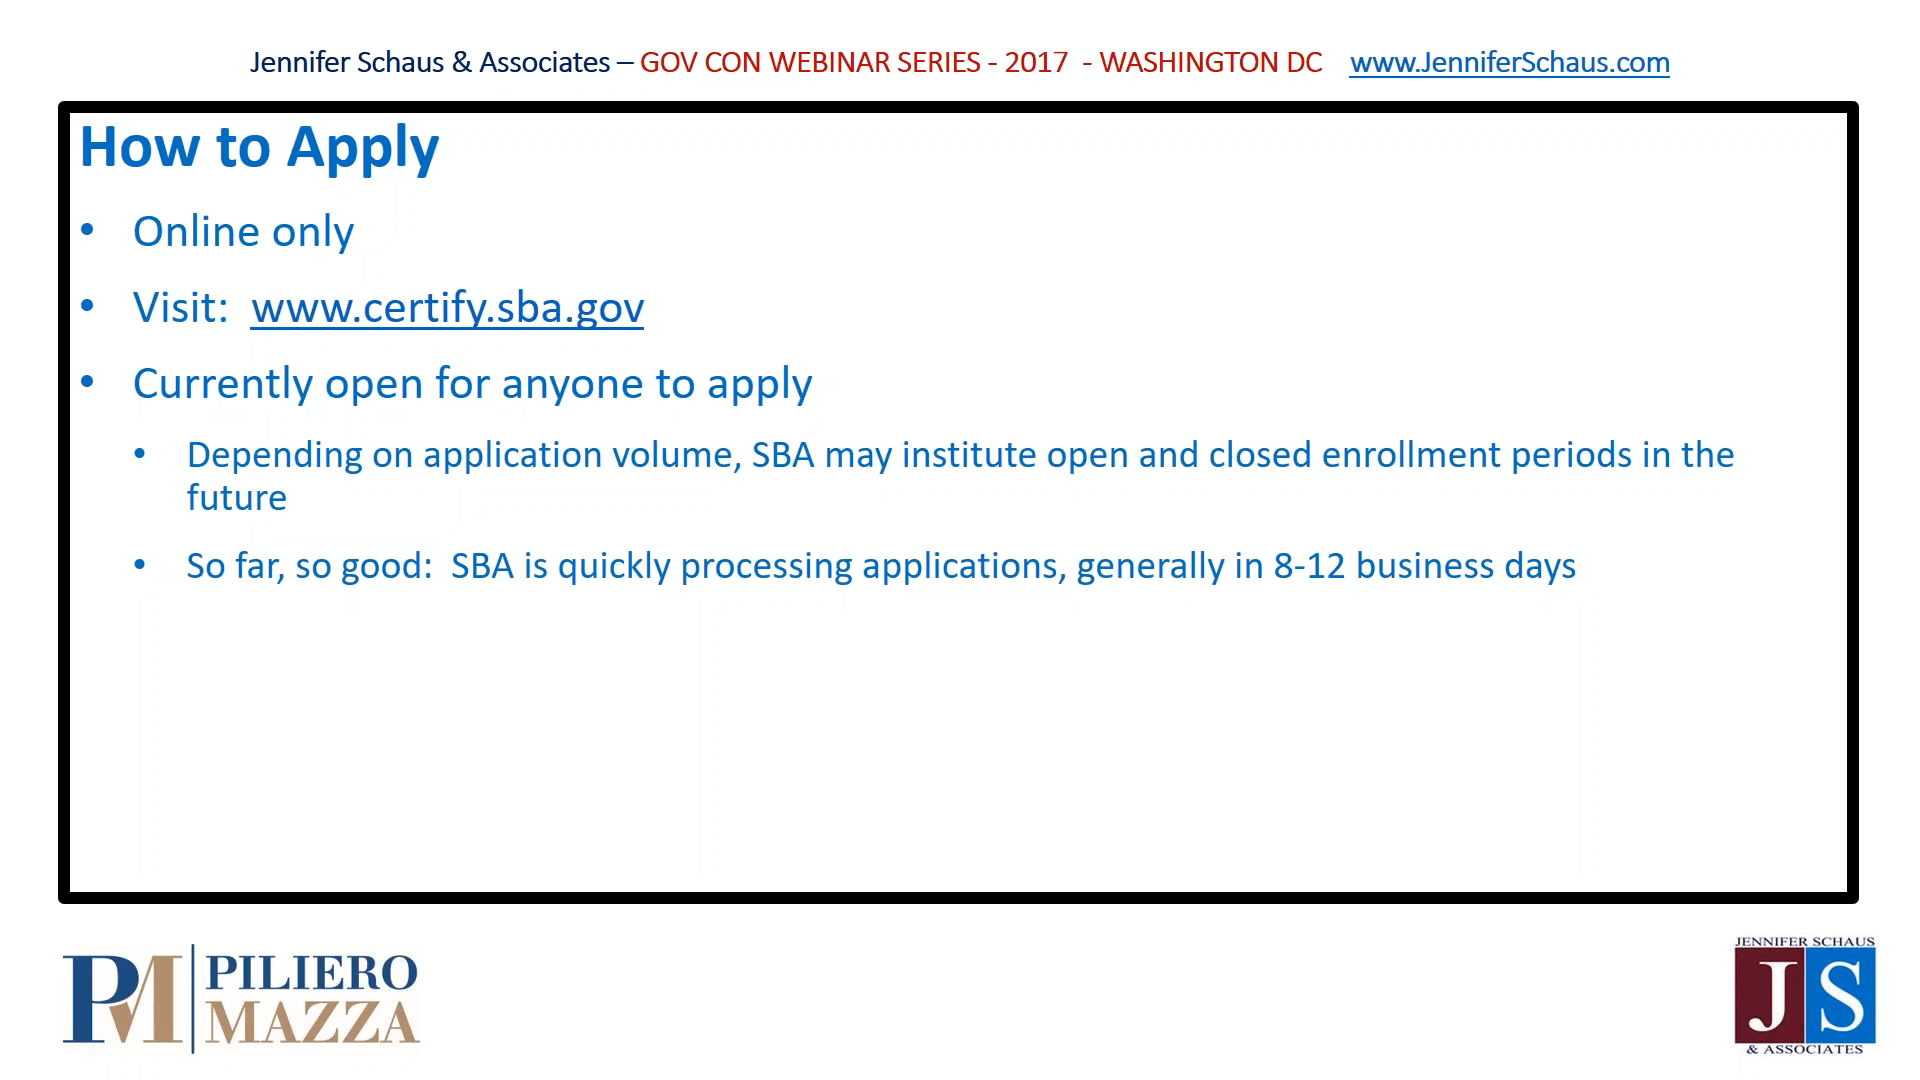 Jennifer Schaus & Associates – GOV CON WEBINAR SERIES - 2017 - WASHINGTON DC www.JenniferSchaus.com
How to Apply
• Online only
• Visit: www.certify.sba.gov
• Currently open for anyone to apply
• Depending on application volume, SBA may institute open and closed enrollment periods in the
future
• So far, so good: SBA is quickly processing applications, generally in 8-12 business days
PM PILIERO
MAZZA
JENNIFER SCHAUS
JS
& ASSOCIATES